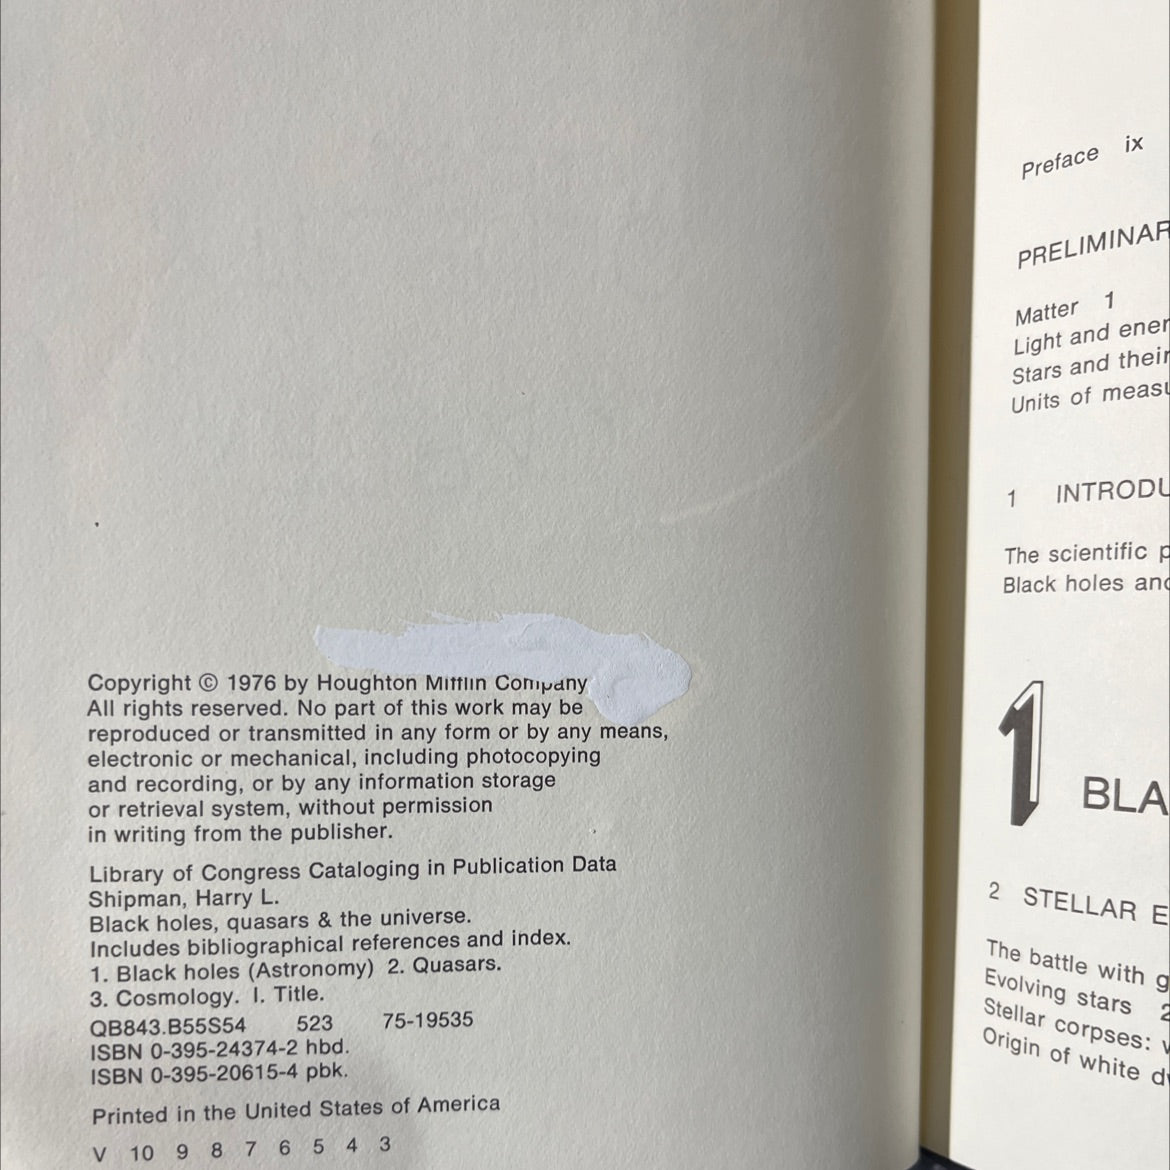 Copyright © 1976 by Houghton Mifflin Company
All rights reserved. No part of this work may be
reproduced or transmitted in any form or by any means,
electronic or mechanical, including photocopying
and recording, or by any information storage
or retrieval system, without permission
in writing from the publisher.
Library of Congress Cataloging in Publication Data
Shipman, Harry L.
Black holes, quasars & the universe.
Includes bibliographical references and index.
1. Black holes (Astronomy) 2. Quasars.
3. Cosmology. I. Title.
QB843.B55S54 523 75-19535
ISBN 0-395-24374-2 hbd.
ISBN 0-395-20615-4 pbk.
Printed in the United States of America
V 10 9 8 7 6 5 4 3
Preface ix
PRELIMINAR
Matter 1
Light and ener
Stars and their
Units of measu
1 INTRODU
The scientific p
Black holes and
1 BLA
2 STELLAR E
The battle with g
Evolving stars 2
Stellar corpses: w
Origin of white dw